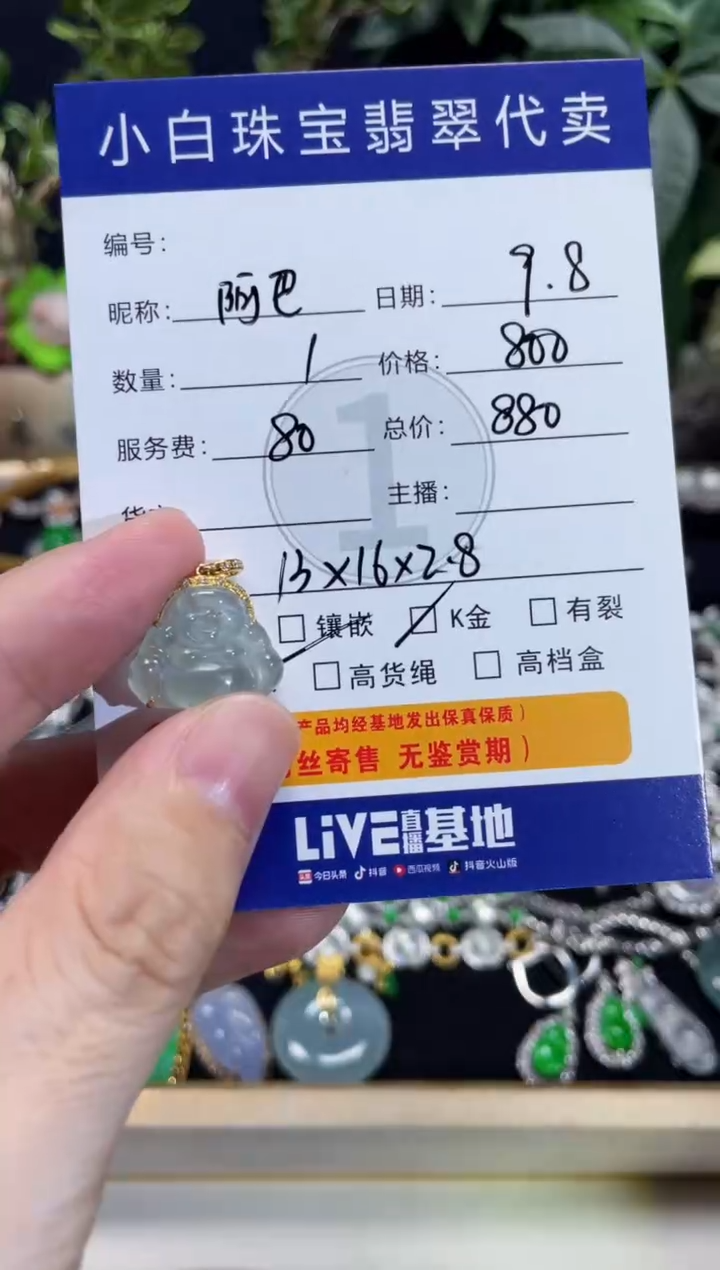 小白珠宝翡翠代卖
编号:
昵称: 阿巴 日期: 9.8
数量: 1 价格: 800
服务费: 80 总价: 880
主播:
13×16×2.8
镶嵌 K金 有裂
高货绳 高档盒
产品均经基地发出保真保质)
丝寄售 无鉴赏期)
LiVE直播基地
今日头条 抖音 西瓜视频 抖音火山版
1